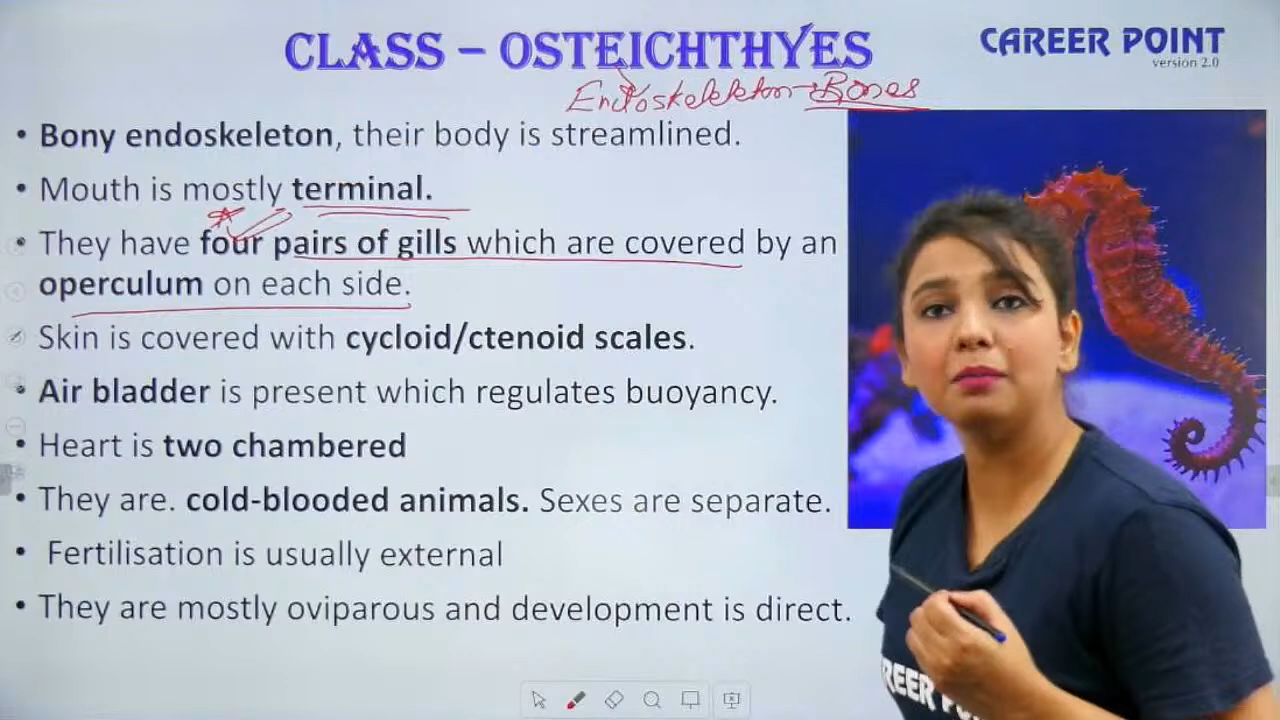 CLASS – OSTEICHTHYES
CAREER POINT
version 2.0
Endoskeleton → Bones
• Bony endoskeleton, their body is streamlined.
• Mouth is mostly terminal.
• They have four pairs of gills which are covered by an
operculum on each side.
Skin is covered with cycloid/ctenoid scales.
• Air bladder is present which regulates buoyancy.
• Heart is two chambered
• They are. cold-blooded animals. Sexes are separate.
• Fertilisation is usually external
• They are mostly oviparous and development is direct.